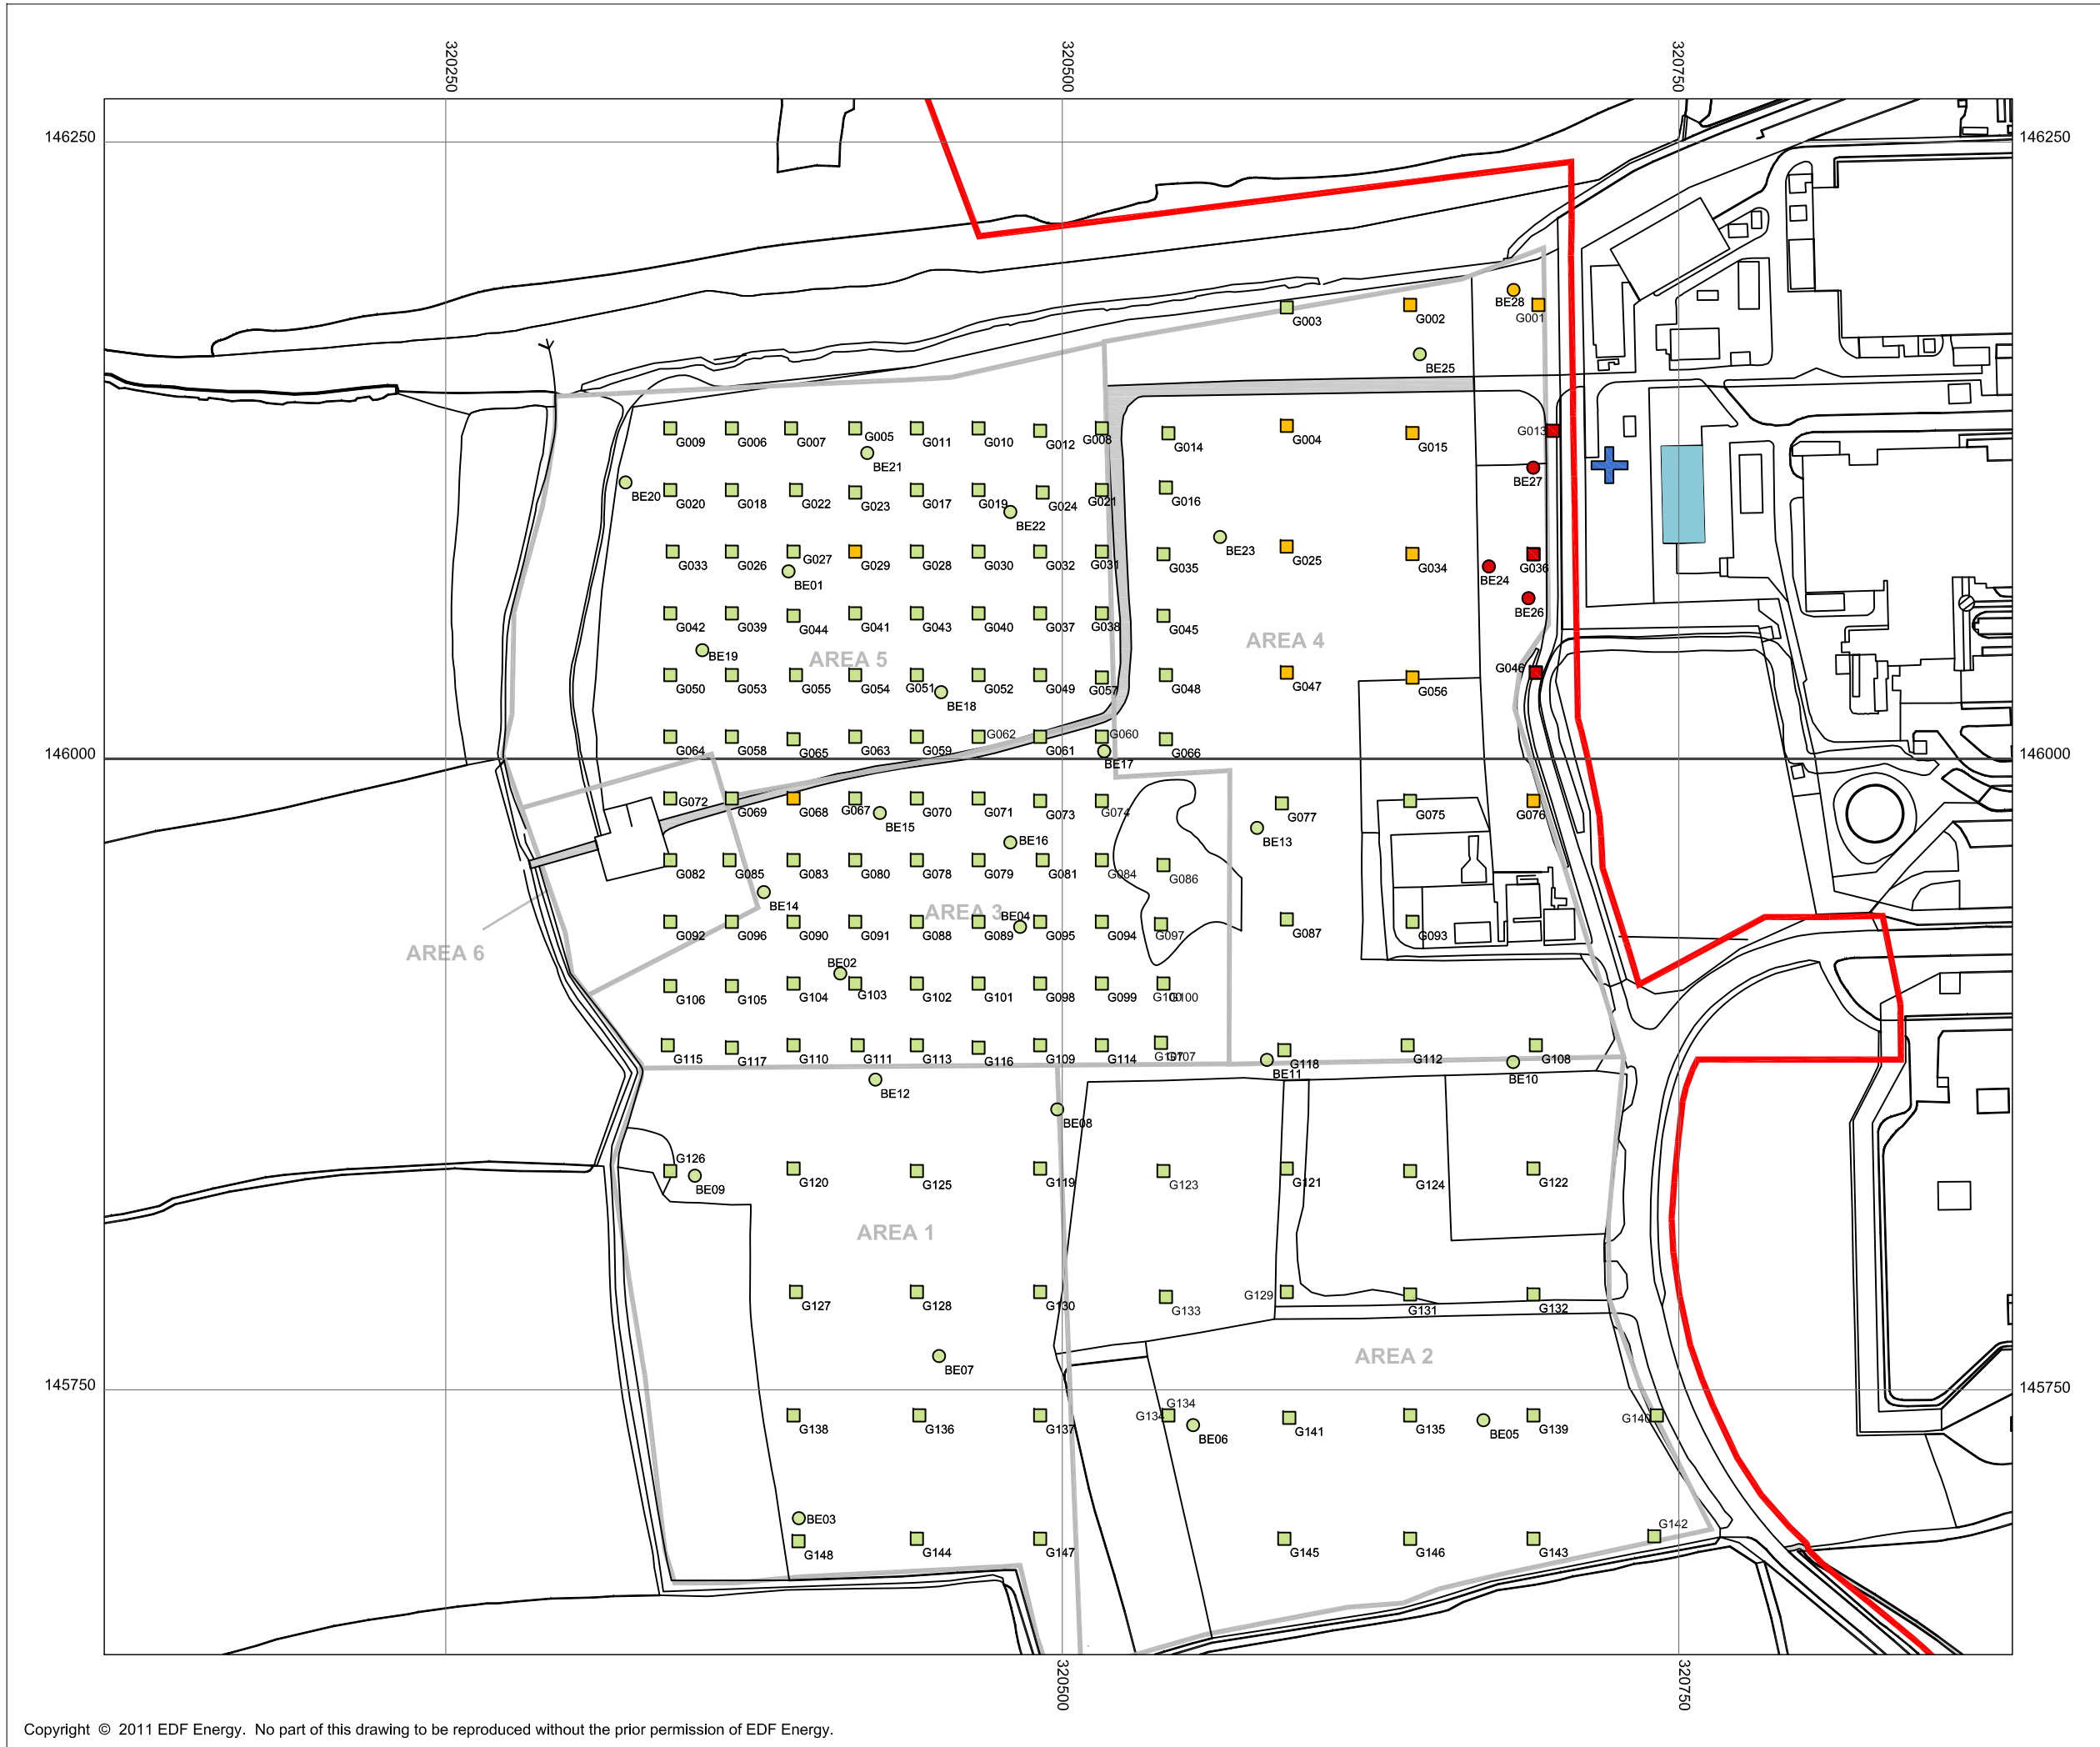 320250
320500
320750
146250
146250
BE28
G003
G002
G001
BE25
G009
G006
G007
G005
G011
G010
G012
G008
G014
G004
G015
G013
BE21
BE20
BE27
G020
G018
G022
G023
G017
G019
G024
G021
G016
BE22
BE23
G033
G026
G027
G029
G028
G030
G032
G031
G035
G025
G034
G036
BE01
BE24
BE26
G042
G039
G044
G041
G043
G040
G037
G038
G045
AREA 4
BE19
AREA 5
G046
G050
G053
G055
G054
G051
G052
G049
G057
G048
G047
G056
BE18
G064
G058
G065
G063
G059
G062
G061
G060
G066
146000
146000
BE17
G072
G069
G068
G067
G070
G071
G073
G074
G077
G075
G076
BE15
BE16
BE13
G082
G085
G083
G080
G078
G079
G081
G084
G086
BE14
AREA 3
BE04
G092
G096
G090
G091
G088
G089
G095
G094
G097
G087
G093
AREA 6
BE02
G106
G105
G104
G103
G102
G101
G098
G099
G100
G100
G115
G117
G110
G111
G113
G116
G109
G114
G107
G107
G118
G112
G108
BE12
BE11
BE10
BE08
G126
BE09
G120
G125
G119
G123
G121
G124
G122
AREA 1
G127
G128
G130
G133
G129
G131
G132
BE07
AREA 2
145750
145750
G138
G136
G137
G134
G134
BE06
G141
G135
BE05
G139
G140
BE03
G148
G144
G147
G145
G146
G143
G142
320500
320750
Copyright © 2011 EDF Energy. No part of this drawing to be reproduced without the prior permission of EDF Energy.